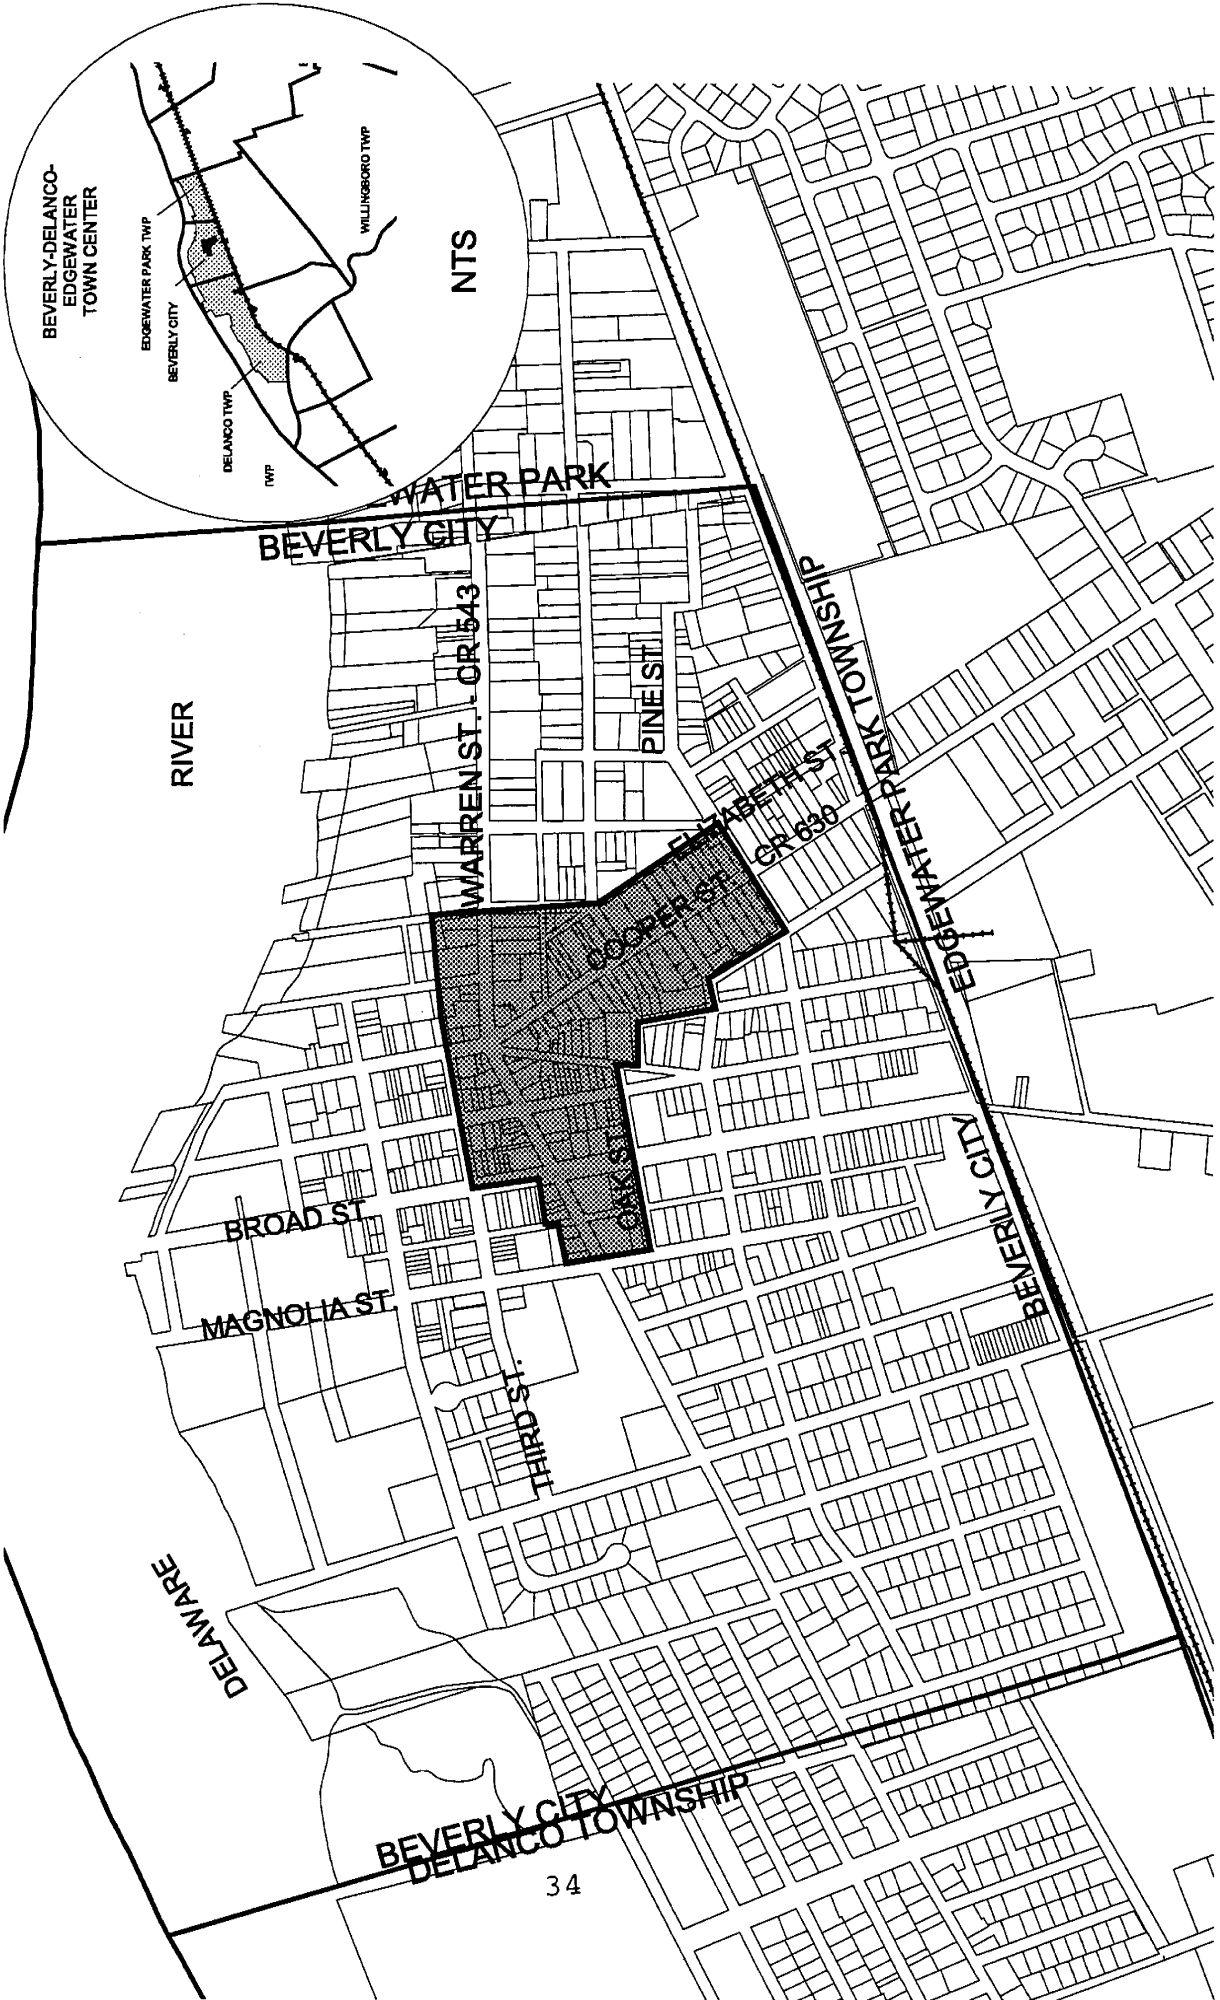 BEVERLY-DELANCO-
EDGEWATER
TOWN CENTER
EDGEWATER PARK TWP
BEVERLY CITY
DELANCO TWP
TWP
WILLINGBORO TWP
NTS
WATER PARK
BEVERLY CITY
RIVER
WARREN ST. - CR 543
PINE ST.
ELIZABETH ST.
CR 630
COOPER ST.
EDGEWATER PARK TOWNSHIP
BEVERLY CITY
OAK ST.
BROAD ST.
MAGNOLIA ST.
THIRD ST.
DELAWARE
BEVERLY CITY
DELANCO TOWNSHIP
34